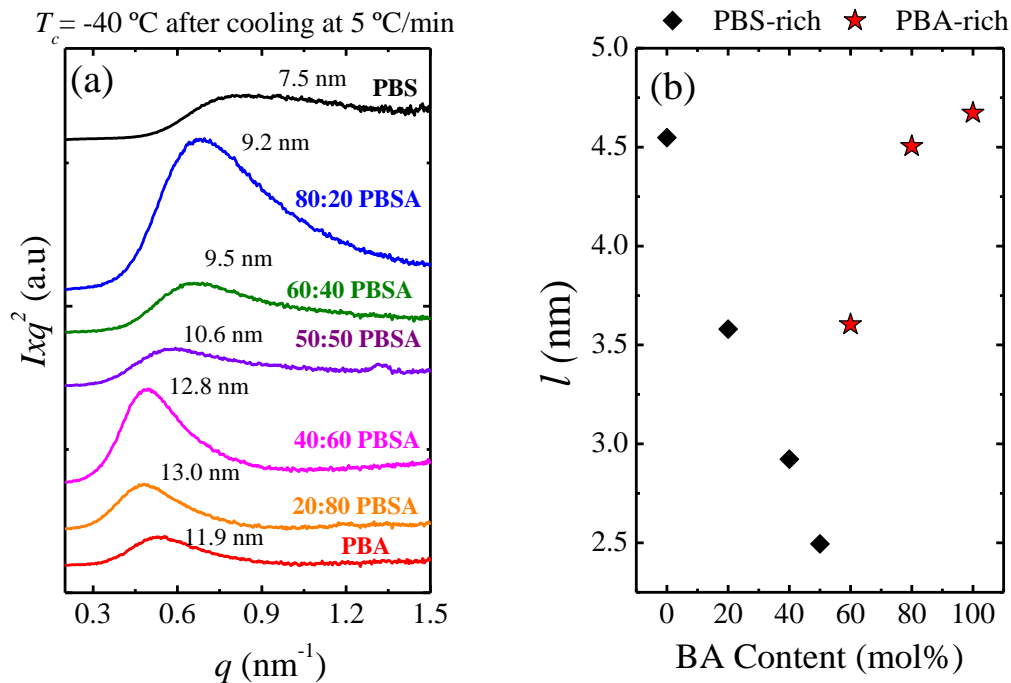 T_c = -40 ºC after cooling at 5 ºC/min
(a)
7.5 nm
PBS
9.2 nm
80:20 PBSA
9.5 nm
60:40 PBSA
10.6 nm
50:50 PBSA
12.8 nm
40:60 PBSA
13.0 nm
20:80 PBSA
11.9 nm
PBA
Ixq² (a.u)
0.3 0.6 0.9 1.2 1.5
q (nm⁻¹)
PBS-rich PBA-rich
(b)
5.0
4.5
4.0
3.5
3.0
2.5
l (nm)
0 20 40 60 80 100
BA Content (mol%)